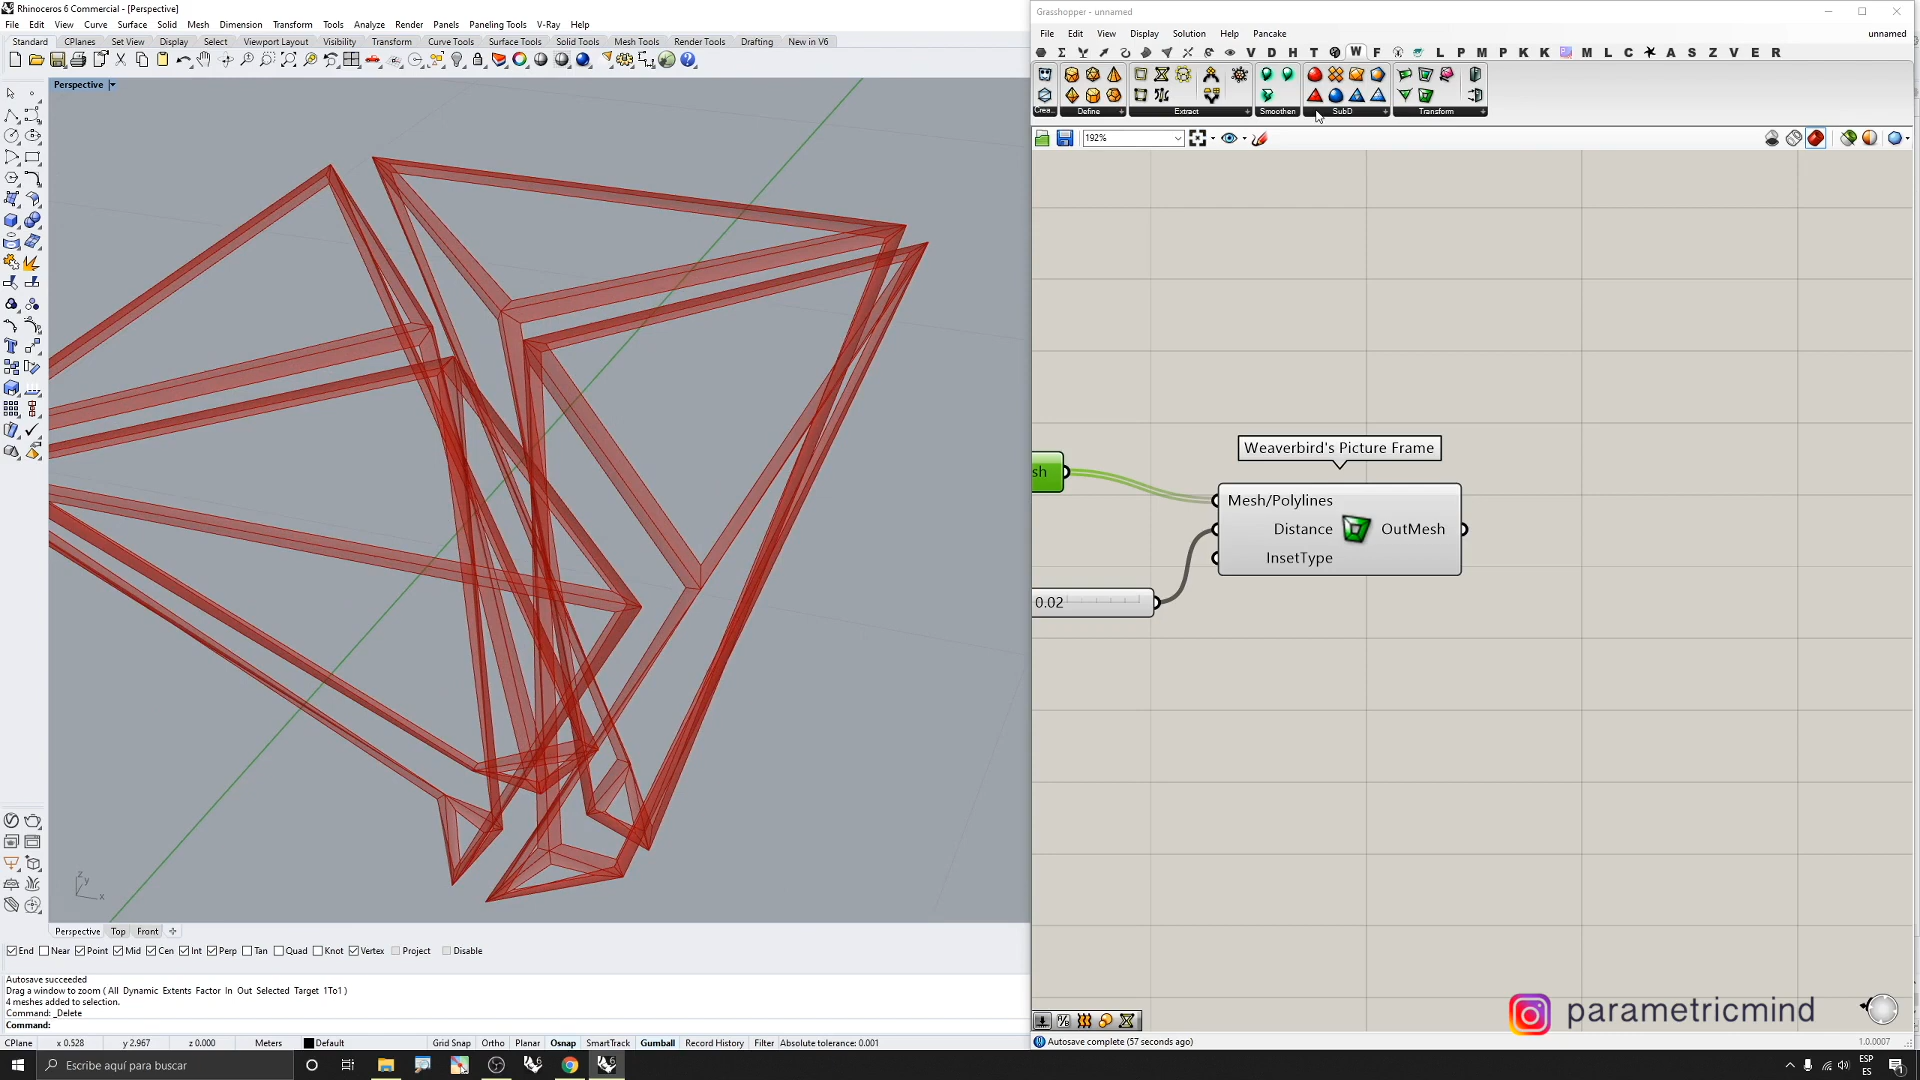 Rhinoceros 6 Commercial - [Perspective]
File Edit View Curve Surface Solid Mesh Dimension Transform Tools Analyze Render Panels Paneling Tools V-Ray Help
Standard CPlanes Set View Display Select Viewport Layout Visibility Transform Curve Tools Surface Tools Solid Tools Mesh Tools Render Tools Drafting New in V6
Perspective
z
y
x
Perspective Top Front
End Near Point Mid Cen Int Perp Tan Quad Knot Vertex Project Disable
Autosave succeeded
Drag a window to zoom ( All Dynamic Extents Factor In Out Selected Target 1To1 )
4 meshes added to selection.
Command: _Delete
Command:
CPlane x 0.528 y 2.967 z 0.000 Meters Default Grid Snap Ortho Planar Osnap SmartTrack Gumball Record History Filter Absolute tolerance: 0.001
Escribe aquí para buscar
Grasshopper - unnamed
File Edit View Display Solution Help Pancake unnamed
V D H T W F L P M P K K M L C A S Z V E R
Crea... Define Extract Smoothen SubD Transform
192%
Weaverbird's Picture Frame
sh
Mesh/Polylines
Distance OutMesh
InsetType
0.02
parametricmind
Autosave complete (57 seconds ago) 1.0.0007
ESP
ES